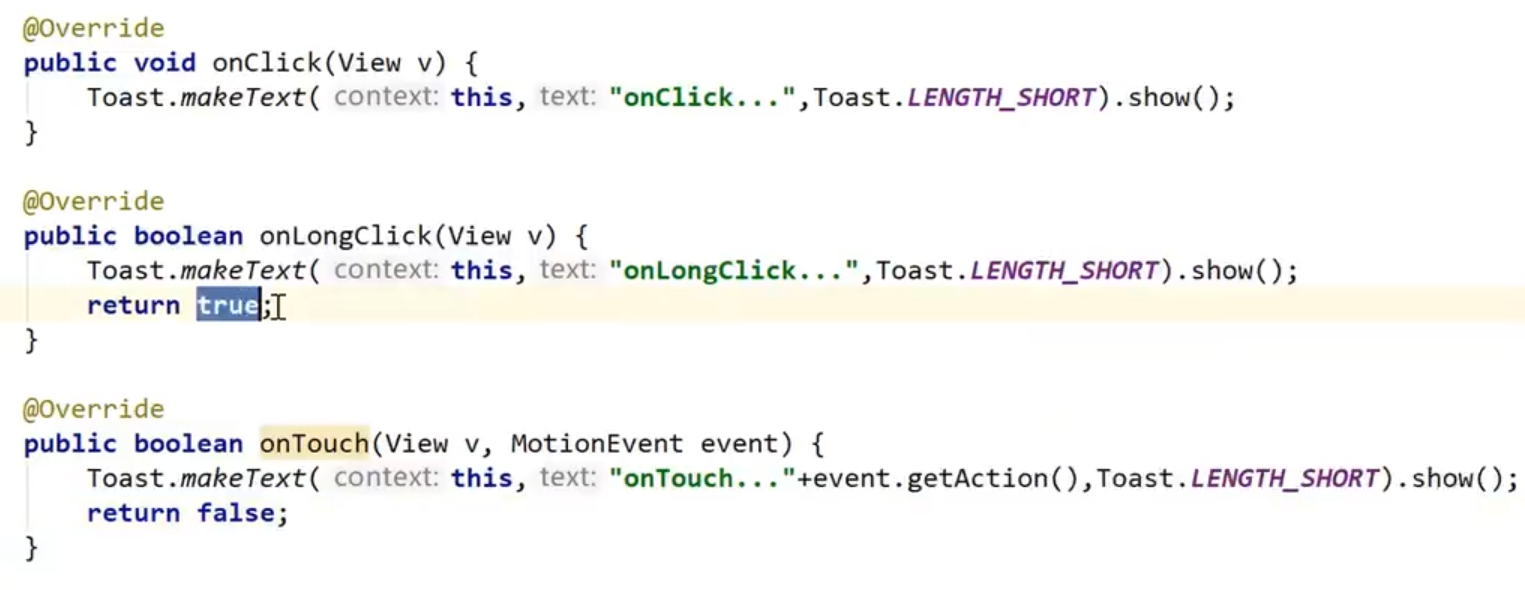 @Override
public void onClick(View v) {
Toast.makeText( context: this, text: "onClick...",Toast.LENGTH_SHORT).show();
}
@Override
public boolean onLongClick(View v) {
Toast.makeText( context: this, text: "onLongClick...",Toast.LENGTH_SHORT).show();
return true;
}
@Override
public boolean onTouch(View v, MotionEvent event) {
Toast.makeText( context: this, text: "onTouch..."+event.getAction(),Toast.LENGTH_SHORT).show();
return false;
}